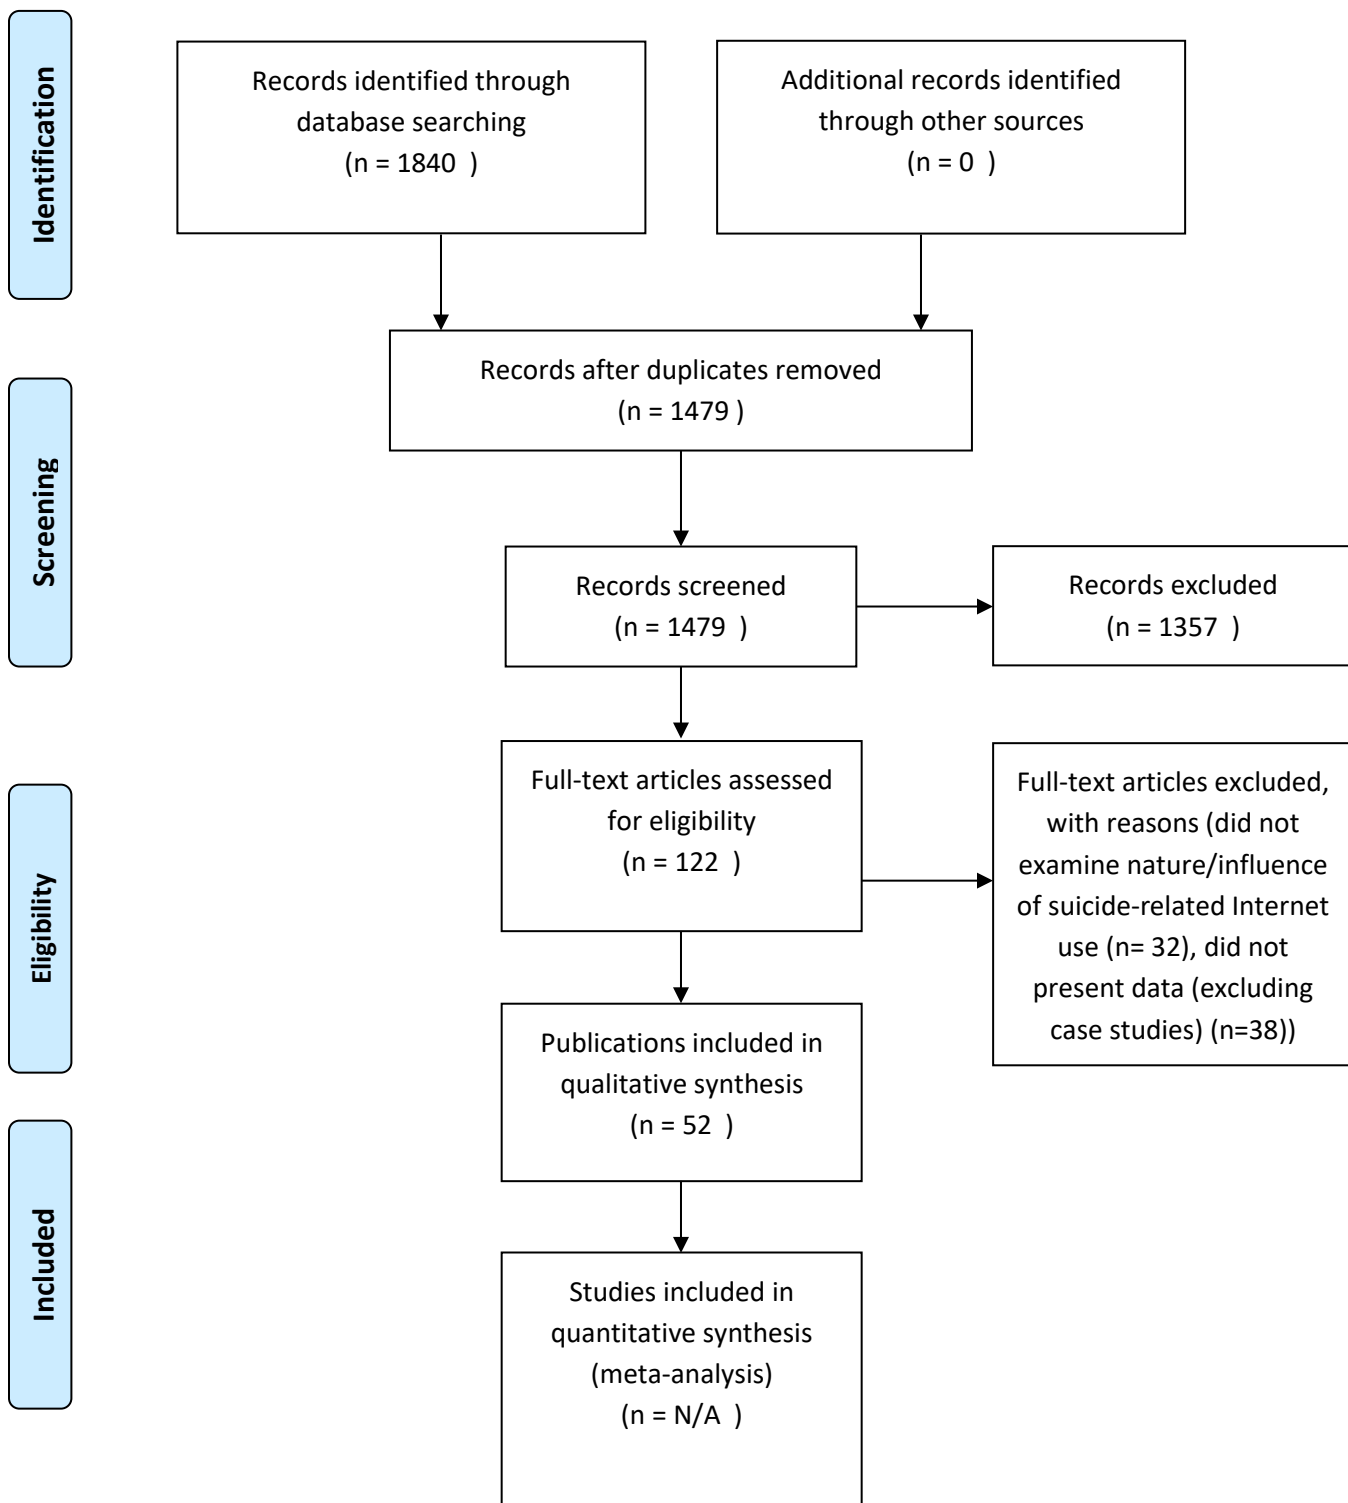 Identification
Records identified through
database searching
(n = 1840  )
Additional records identified
through other sources
(n = 0  )
Records after duplicates removed
(n = 1479 )
Screening
Records screened
(n = 1479  )
Records excluded
(n = 1357  )
Eligibility
Full-text articles assessed
for eligibility
(n = 122  )
Full-text articles excluded,
with reasons (did not
examine nature/influence
of suicide-related Internet
use (n= 32), did not
present data (excluding
case studies) (n=38))
Publications included in
qualitative synthesis
(n = 52  )
Included
Studies included in
quantitative synthesis
(meta-analysis)
(n = N/A  )